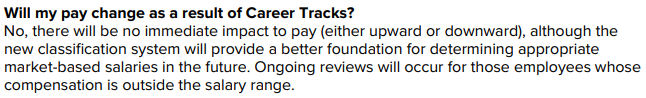 Will my pay change as a result of Career Tracks?
No, there will be no immediate impact to pay (either upward or downward), although the
new classification system will provide a better foundation for determining appropriate
market-based salaries in the future. Ongoing reviews will occur for those employees whose
compensation is outside the salary range.